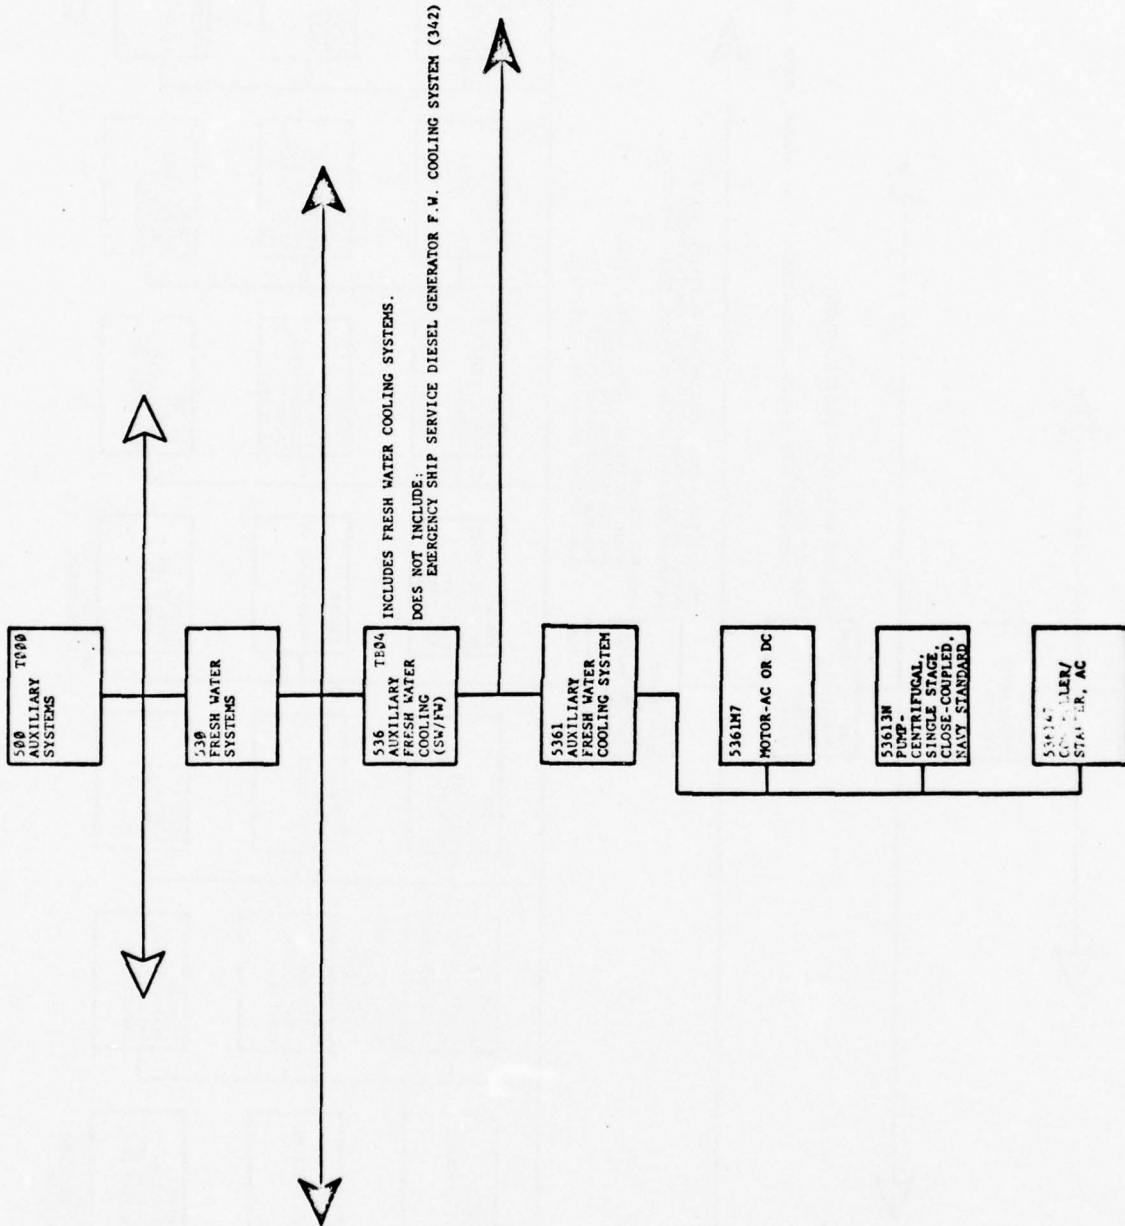 500 T000
AUXILIARY
SYSTEMS
530
FRESH WATER
SYSTEMS
536 TB04
AUXILIARY
FRESH WATER
COOLING
(SW/FW)
INCLUDES FRESH WATER COOLING SYSTEMS.
DOES NOT INCLUDE:
EMERGENCY SHIP SERVICE DIESEL GENERATOR F.W. COOLING SYSTEM (342)
5361
AUXILIARY
FRESH WATER
COOLING SYSTEM
5361M7
MOTOR-AC OR DC
53613N
PUMP-
CENTRIFUGAL,
SINGLE STAGE,
CLOSE-COUPLED,
NAVY STANDARD
AC